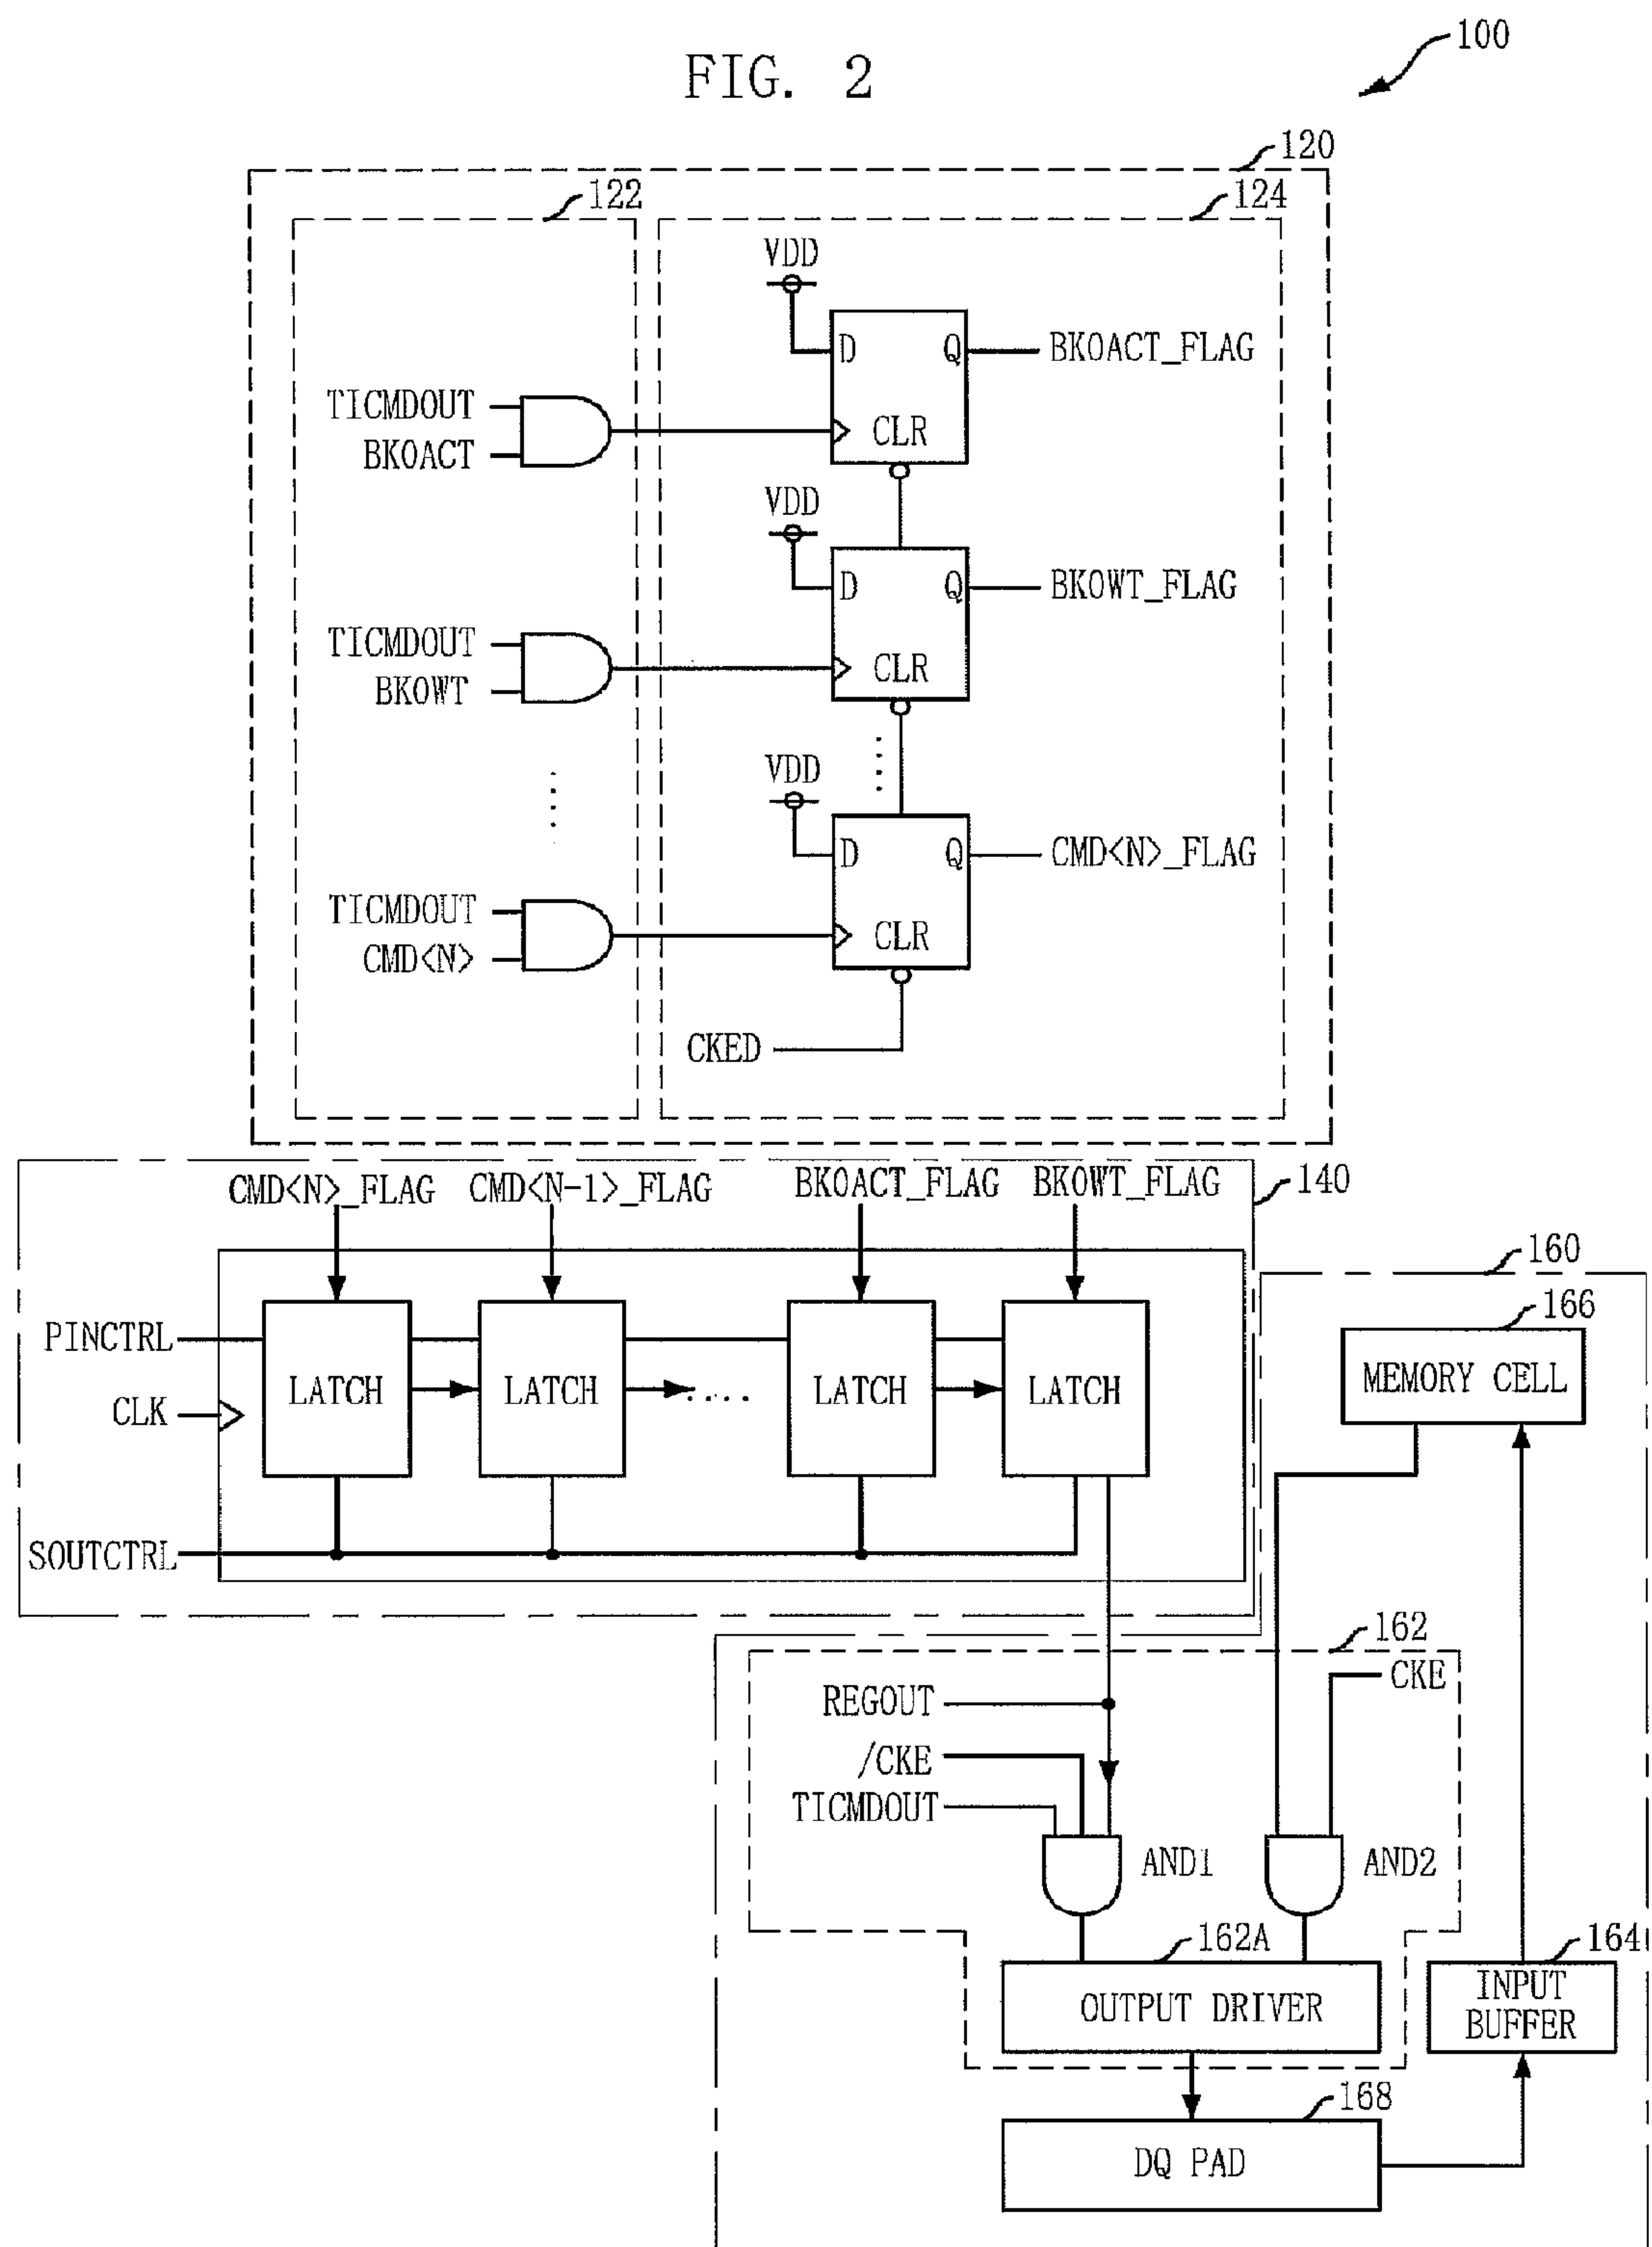 FIG. 2
100
120
122
124
VDD
D Q
BK0ACT_FLAG
TICMDOUT
BK0ACT
CLR
VDD
D Q
BK0WT_FLAG
TICMDOUT
BK0WT
CLR
VDD
D Q
CMD<N>_FLAG
TICMDOUT
CMD<N>
CLR
CKED
CMD<N>_FLAG CMD<N-1>_FLAG BK0ACT_FLAG BK0WT_FLAG
140
160
166
PINCTRL
MEMORY CELL
LATCH LATCH .... LATCH LATCH
CLK
SOUTCTRL
162
CKE
REGOUT
/CKE
TICMDOUT
AND1
AND2
162A
164
OUTPUT DRIVER
INPUT
BUFFER
168
DQ PAD